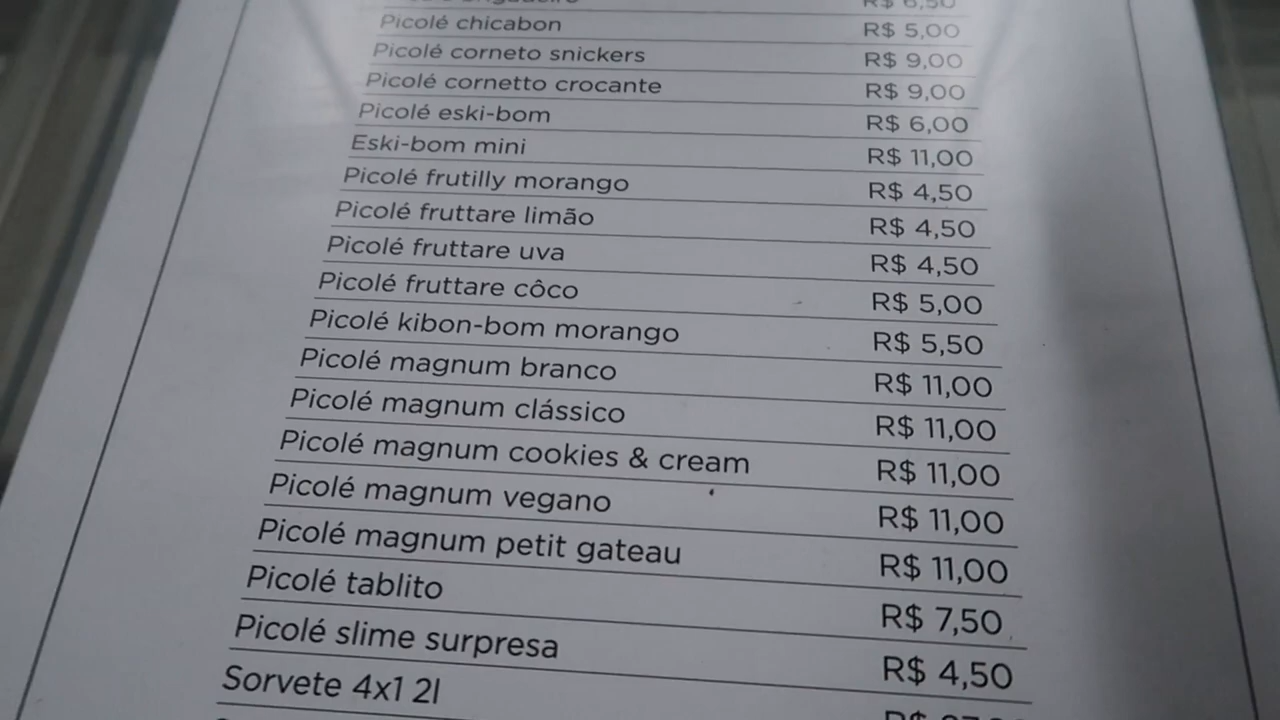 R$ 6,50
Picolé chicabon R$ 5,00
Picolé corneto snickers R$ 9,00
Picolé cornetto crocante R$ 9,00
Picolé eski-bom R$ 6,00
Eski-bom mini R$ 11,00
Picolé frutilly morango R$ 4,50
Picolé fruttare limão R$ 4,50
Picolé fruttare uva R$ 4,50
Picolé fruttare côco R$ 5,00
Picolé kibon-bom morango R$ 5,50
Picolé magnum branco R$ 11,00
Picolé magnum clássico R$ 11,00
Picolé magnum cookies & cream R$ 11,00
Picolé magnum vegano R$ 11,00
Picolé magnum petit gateau R$ 11,00
Picolé tablito R$ 7,50
Picolé slime surpresa R$ 4,50
Sorvete 4x1 2l R$